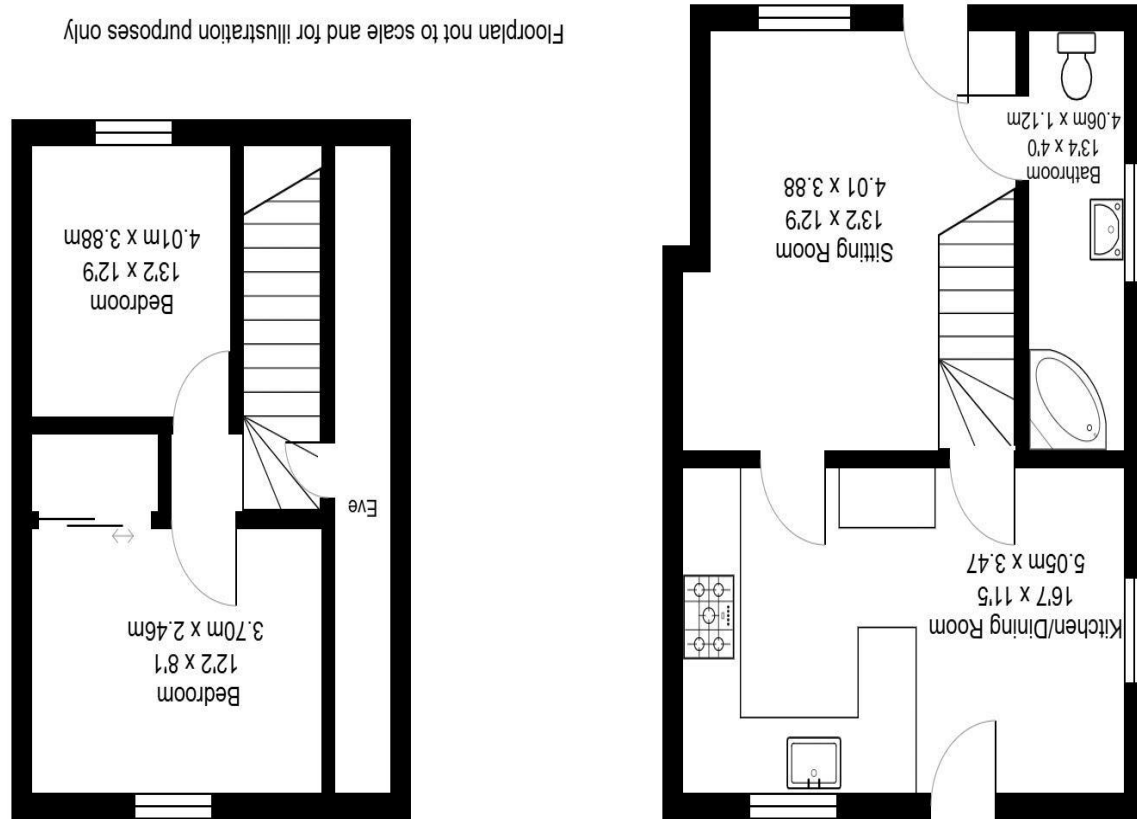 Kitchen/Dining Room
16'7 x 11'5
5.05m x 3.47
Sitting Room
13'2 x 12'9
4.01 x 3.88
Bathroom
13'4 x 4'0
4.06m x 1.12m
Bedroom
12'2 x 8'1
3.70m x 2.46m
Eve
Bedroom
13'2 x 12'9
4.01m x 3.88m
Floorplan not to scale and for illustration purposes only